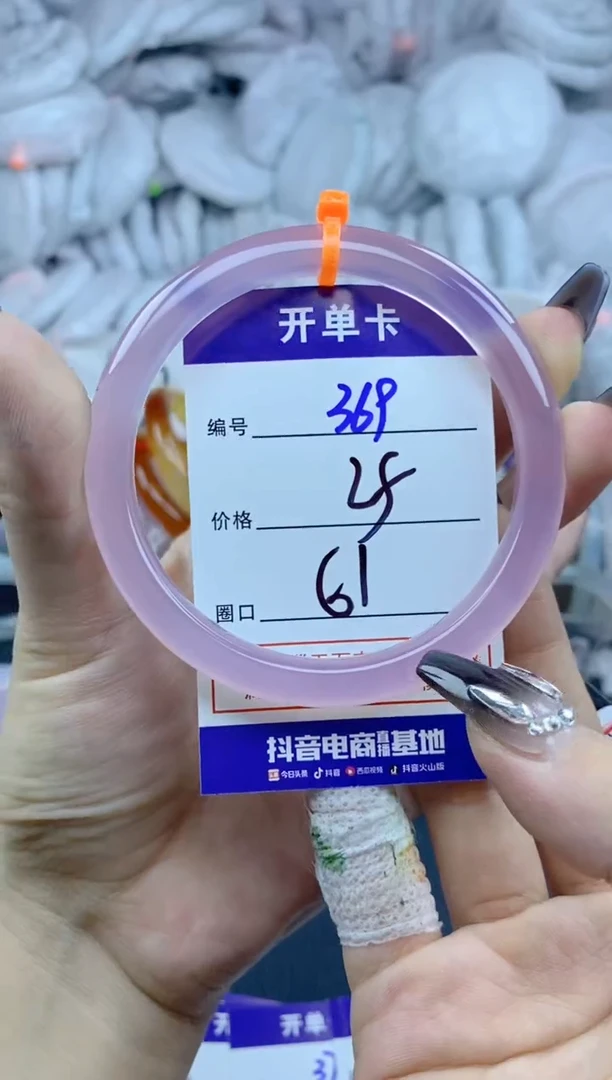 开单卡
编号 369
价格
圈口 61
抖音电商直播基地
今日头条 抖音 西瓜视频 抖音火山版
开
开单